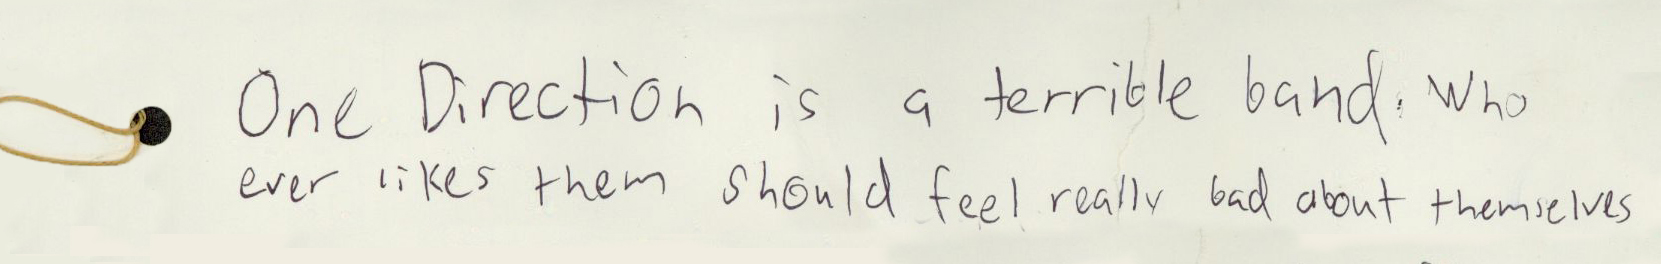 One Direction is a terrible band. Who
ever likes them should feel really bad about themselves